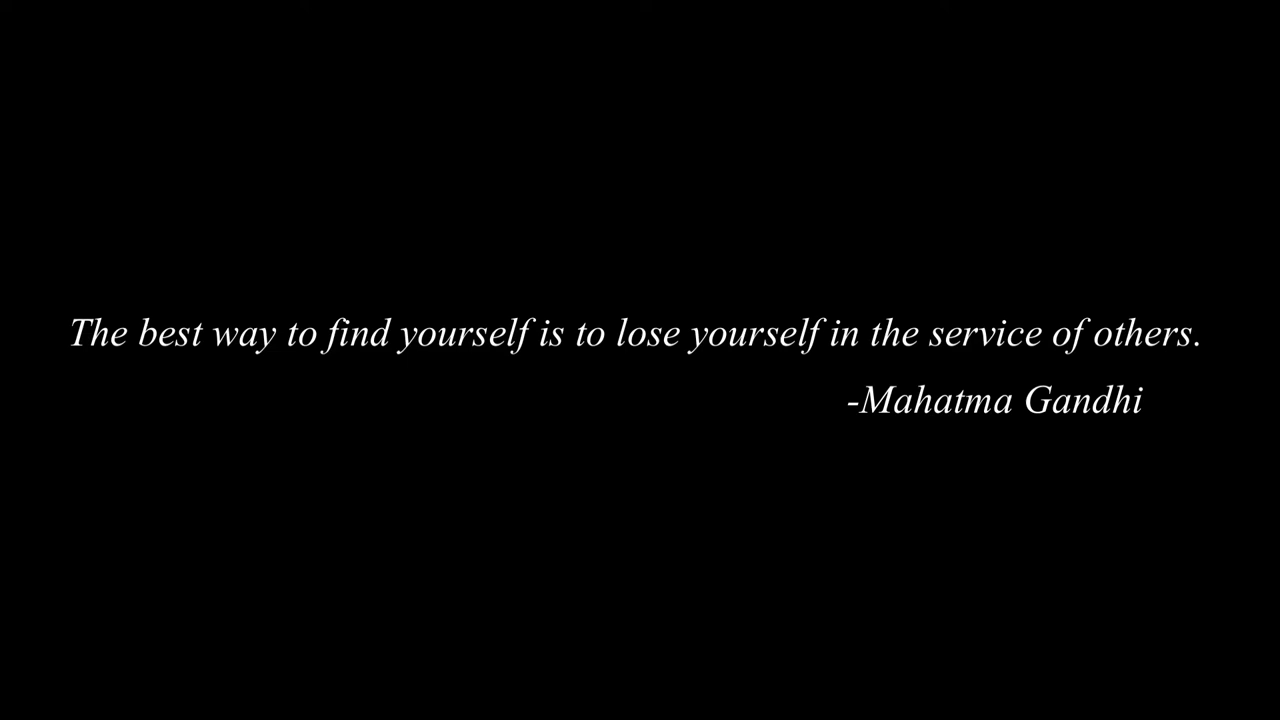 The best way to find yourself is to lose yourself in the service of others.
-Mahatma Gandhi